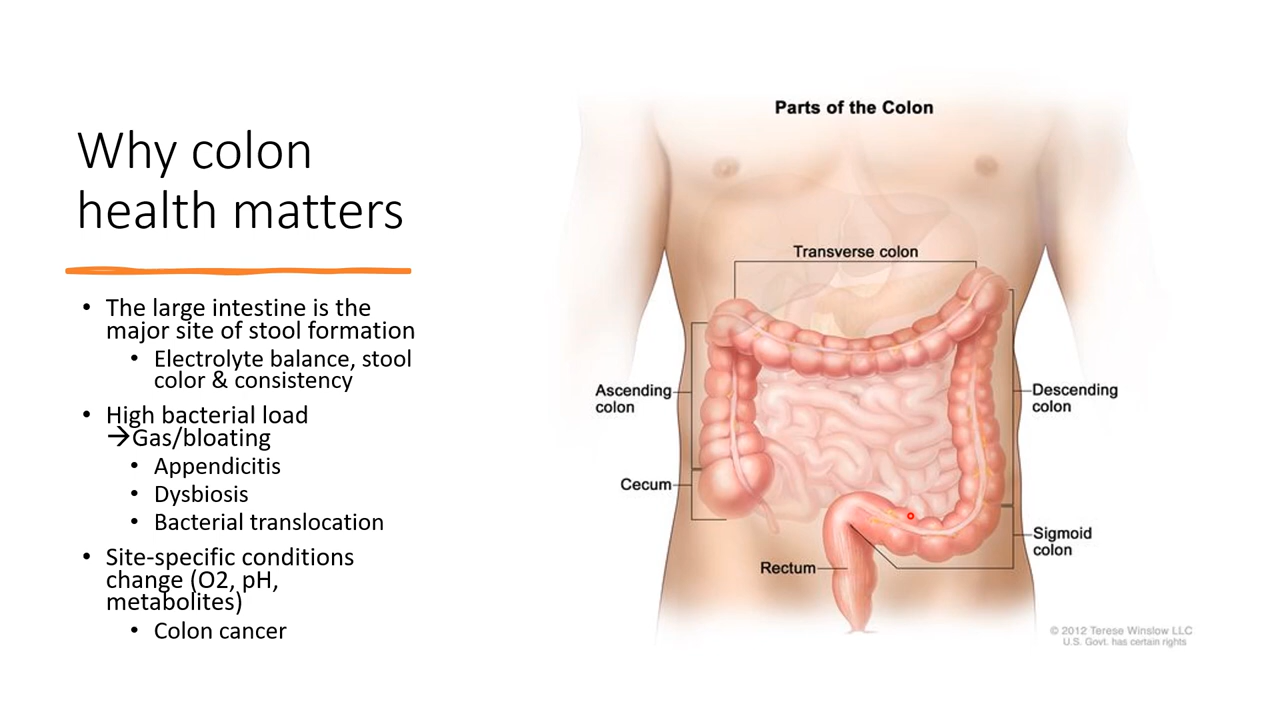 Why colon
health matters
• The large intestine is the
major site of stool formation
• Electrolyte balance, stool
color & consistency
• High bacterial load
→Gas/bloating
• Appendicitis
• Dysbiosis
• Bacterial translocation
• Site-specific conditions
change (O2, pH,
metabolites)
• Colon cancer
Parts of the Colon
Transverse colon
Ascending
colon
Descending
colon
Cecum
Sigmoid
colon
Rectum
© 2012 Terese Winslow LLC
U.S. Govt. has certain rights